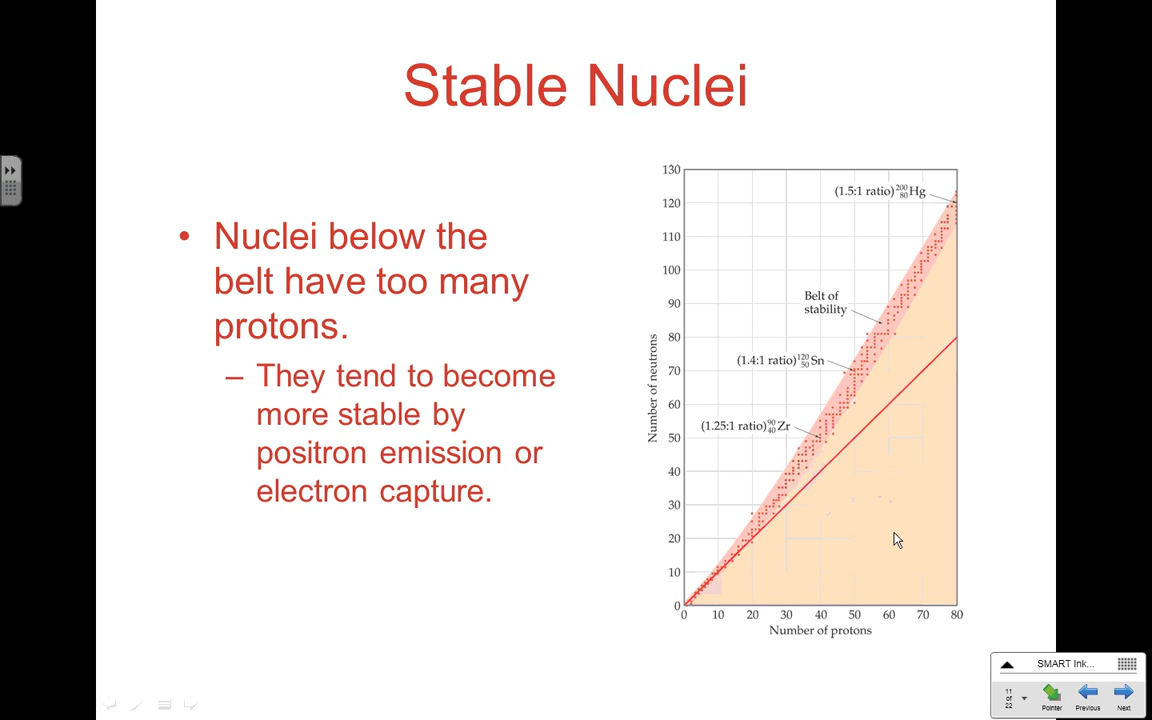 Stable Nuclei
• Nuclei below the
belt have too many
protons.
– They tend to become
more stable by
positron emission or
electron capture.
130
120
110
100
90
80
70
60
50
40
30
20
10
0
Number of neutrons
(1.5:1 ratio) 200 80 Hg
Belt of
stability
(1.4:1 ratio) 120 50 Sn
(1.25:1 ratio) 90 40 Zr
0 10 20 30 40 50 60 70 80
Number of protons
SMART Ink...
11
of
22
Pointer Previous Next